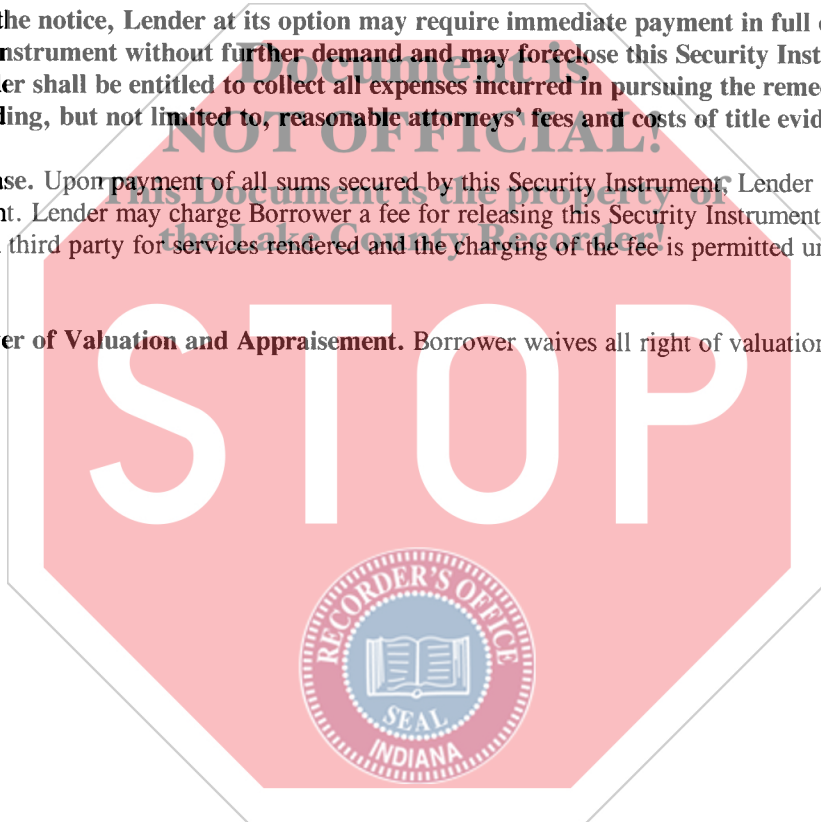 the notice, Lender at its option may require immediate payment in full
nstrument without further demand and may foreclose this Security Inst
er shall be entitled to collect all expenses incurred in pursuing the reme
ding, but not limited to, reasonable attorneys' fees and costs of title evid
Document is
NOT OFFICIAL!
ase. Upon payment of all sums secured by this Security Instrument, Lender
This Document is the property of
nt. Lender may charge Borrower a fee for releasing this Security Instrument
the Lake County Recorder!
third party for services rendered and the charging of the fee is permitted un
er of Valuation and Appraisement. Borrower waives all right of valuation
STOP
RECORDER'S OFFICE
SEAL
INDIANA